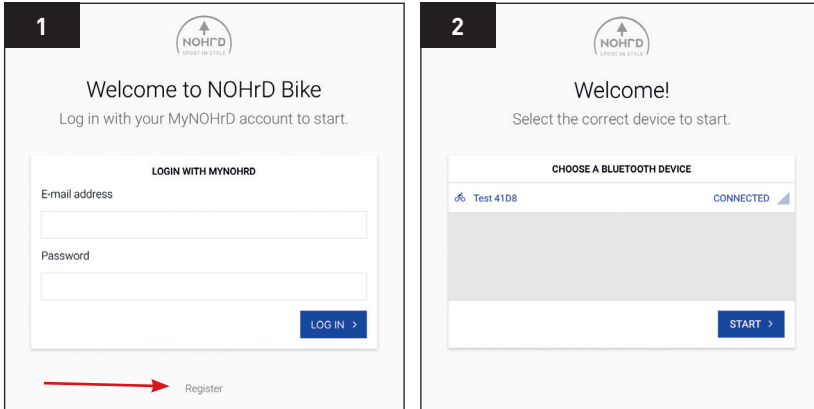 1
NOHrD
SPORT IN STYLE
Welcome to NOHrD Bike
Log in with your MyNOHrD account to start.
LOGIN WITH MYNOHRD
E-mail address
Password
LOG IN >
Register
2
NOHrD
SPORT IN STYLE
Welcome!
Select the correct device to start.
CHOOSE A BLUETOOTH DEVICE
Test 41D8 CONNECTED
START >